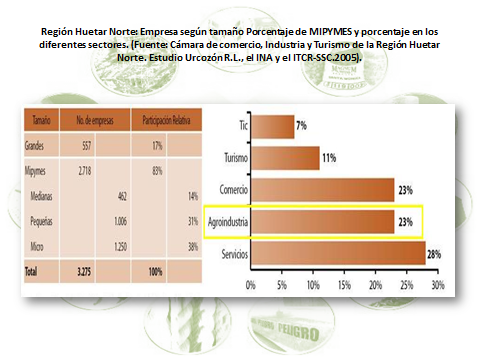 Región Huetar Norte: Empresa según tamaño Porcentaje de MIPYMES y porcentaje en los
diferentes sectores. (Fuente: Cámara de comercio, Industria y Turismo de la Región Huetar
Norte. Estudio Urcozón R.L., el INA y el ITCR-SSC.2005).
Tamaño No. de empresas Participación Relativa
Grandes 557 17%
Mipymes 2.718 83%
Medianas 462 14%
Pequeñas 1.006 31%
Micro 1.250 38%
Total 3.275 100%
Tic 7%
Turismo 11%
Comercio 23%
Agroindustria 23%
Servicios 28%
0% 5% 10% 15% 20% 25% 30%
PELIGRO